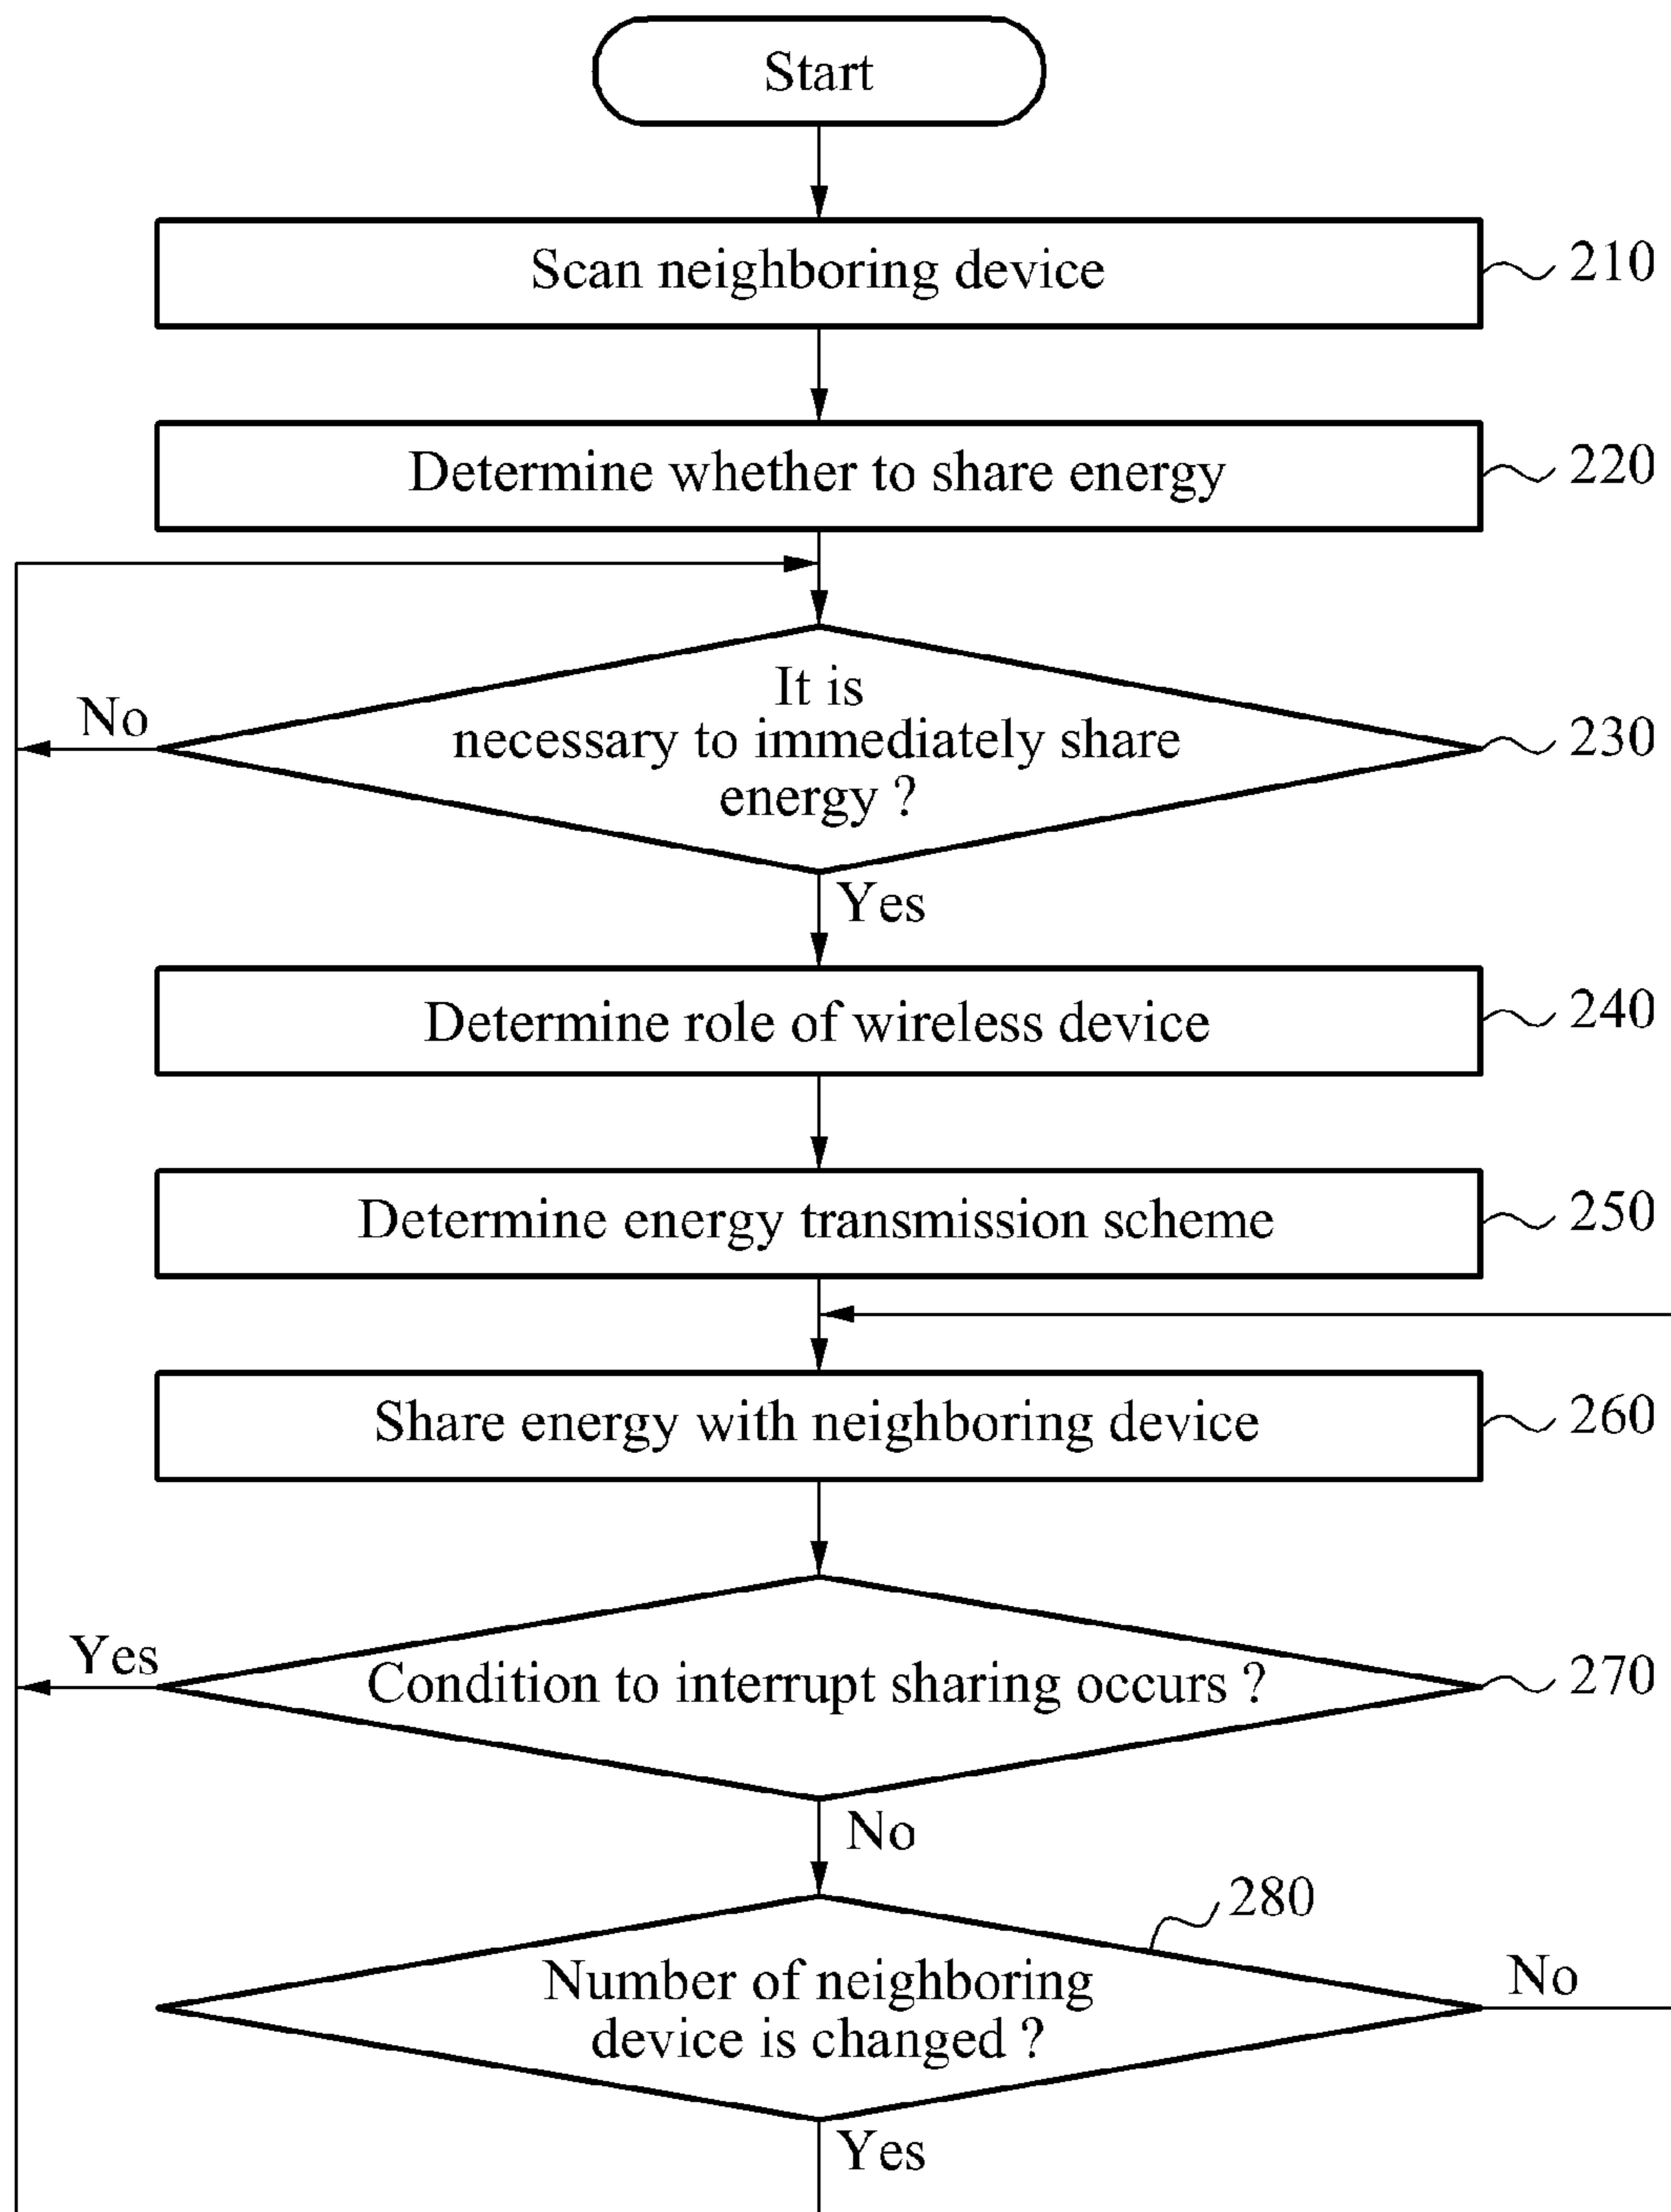 Start
Scan neighboring device
210
Determine whether to share energy
220
It is
necessary to immediately share
energy ?
230
No
Yes
Determine role of wireless device
240
Determine energy transmission scheme
250
Share energy with neighboring device
260
Condition to interrupt sharing occurs ?
270
Yes
No
280
Number of neighboring
device is changed ?
No
Yes